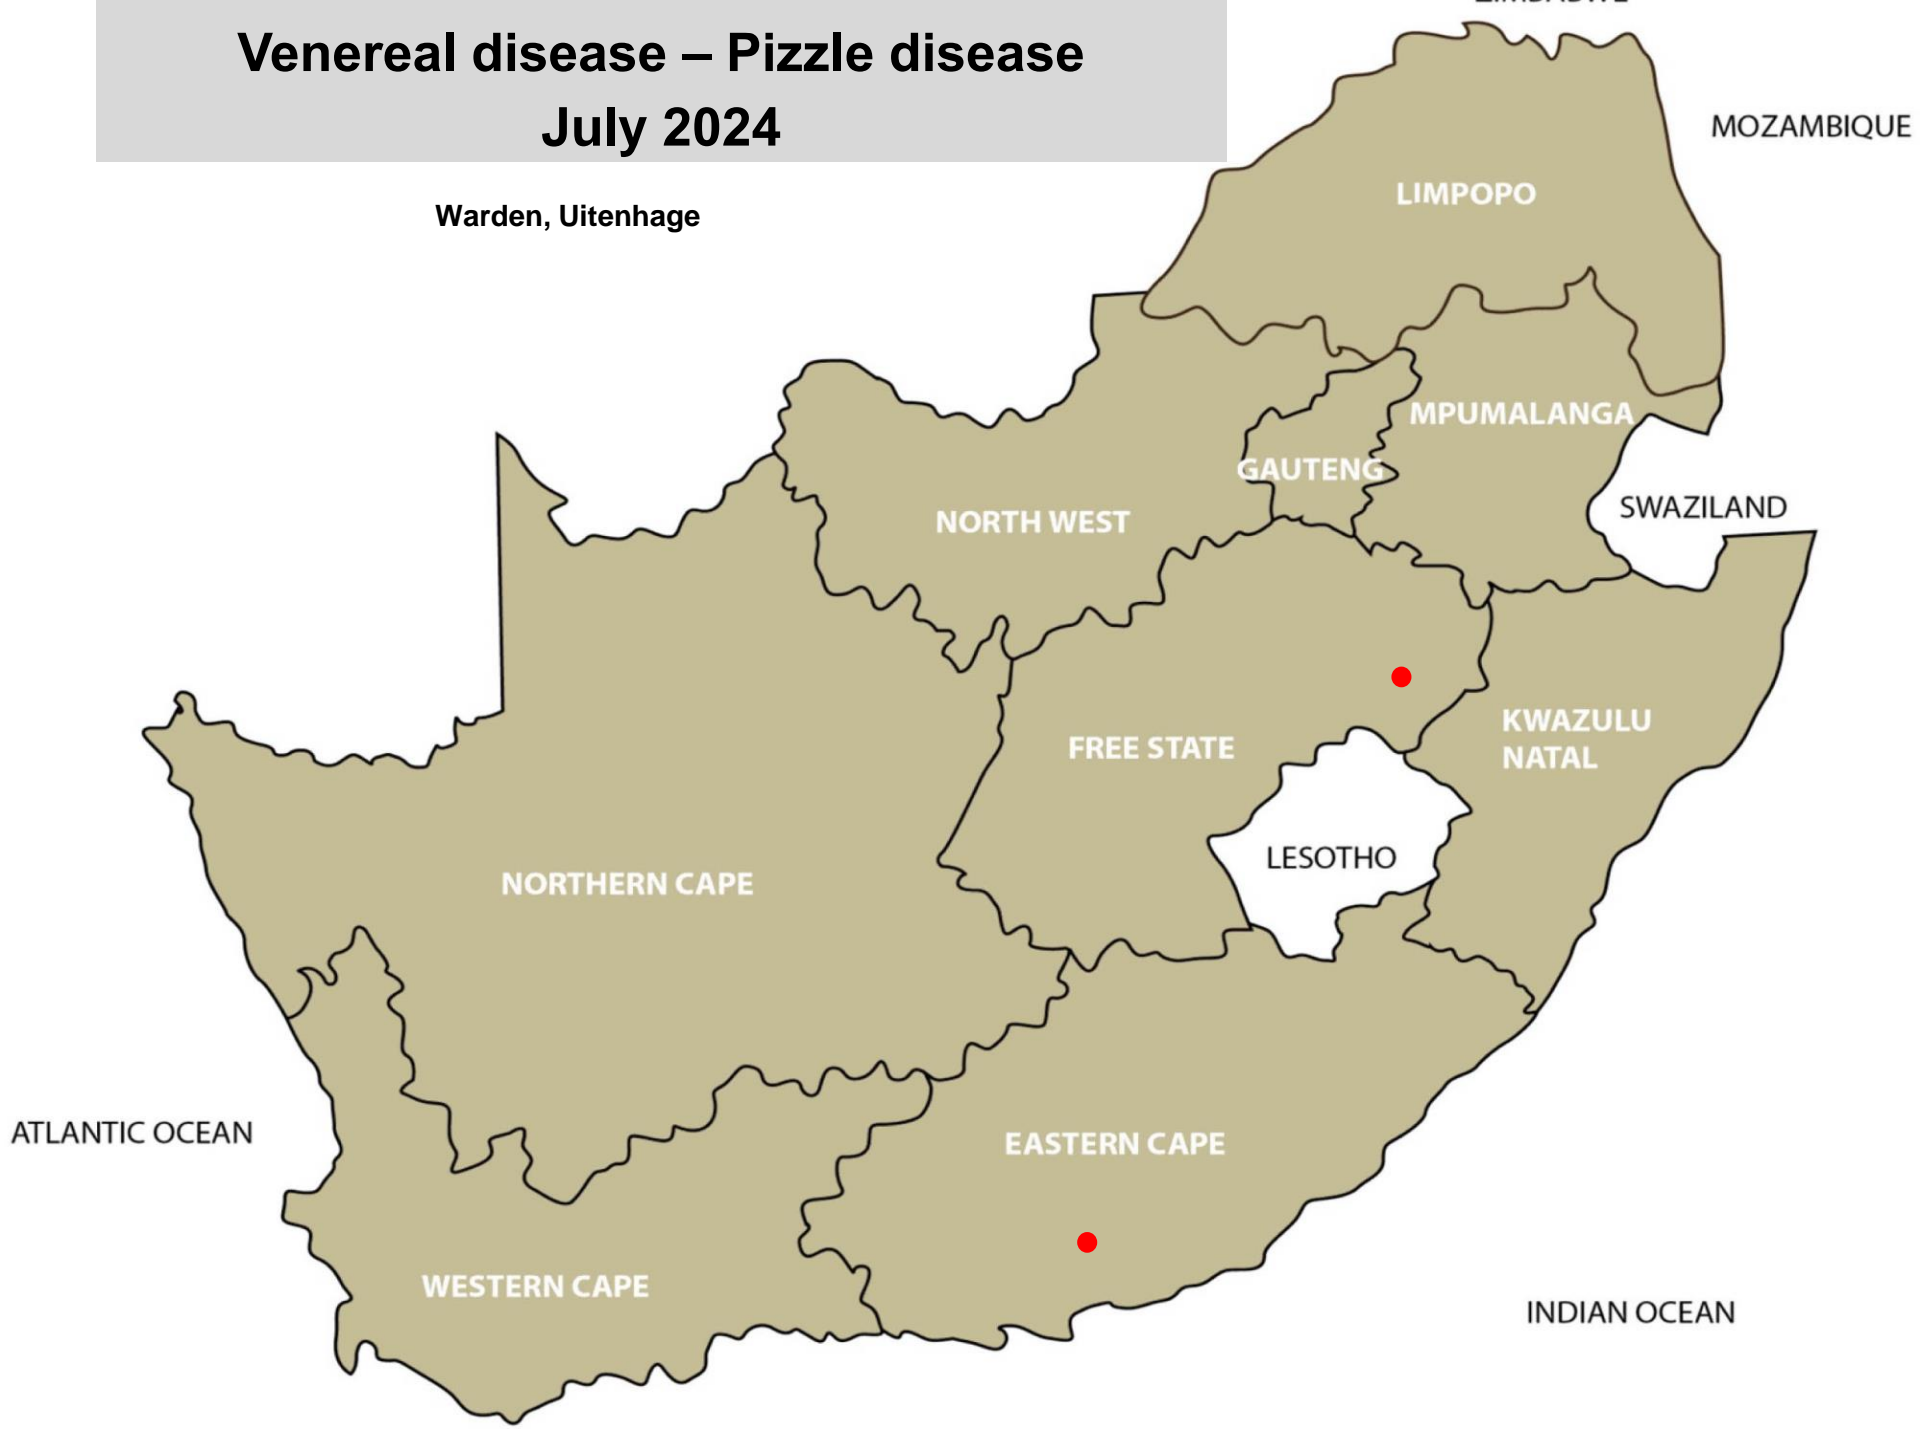 Venereal disease – Pizzle disease
July 2024
Warden, Uitenhage
MOZAMBIQUE
LIMPOPO
MPUMALANGA
GAUTENG
SWAZILAND
NORTH WEST
KWAZULU
NATAL
FREE STATE
LESOTHO
NORTHERN CAPE
ATLANTIC OCEAN
EASTERN CAPE
WESTERN CAPE
INDIAN OCEAN